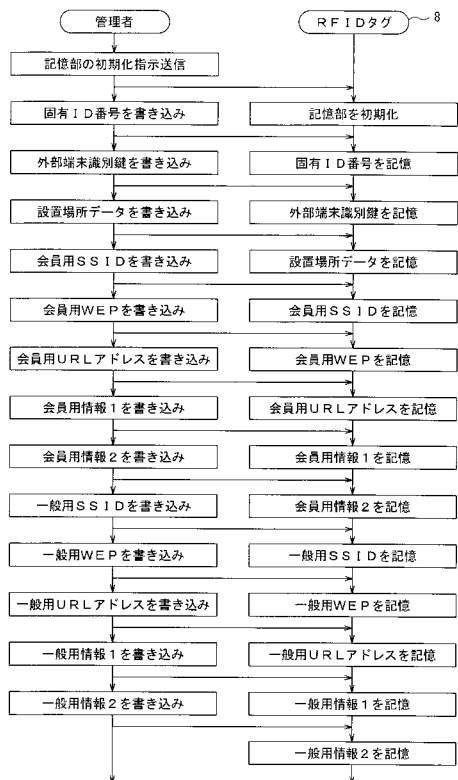 管理者
RFIDタグ
8
記憶部の初期化指示送信
固有ID番号を書き込み
記憶部を初期化
外部端末識別鍵を書き込み
固有ID番号を記憶
設置場所データを書き込み
外部端末識別鍵を記憶
会員用SSIDを書き込み
設置場所データを記憶
会員用WEPを書き込み
会員用SSIDを記憶
会員用URLアドレスを書き込み
会員用WEPを記憶
会員用情報1を書き込み
会員用URLアドレスを記憶
会員用情報2を書き込み
会員用情報1を記憶
一般用SSIDを書き込み
会員用情報2を記憶
一般用WEPを書き込み
一般用SSIDを記憶
一般用URLアドレスを書き込み
一般用WEPを記憶
一般用情報1を書き込み
一般用URLアドレスを記憶
一般用情報2を書き込み
一般用情報1を記憶
一般用情報2を記憶